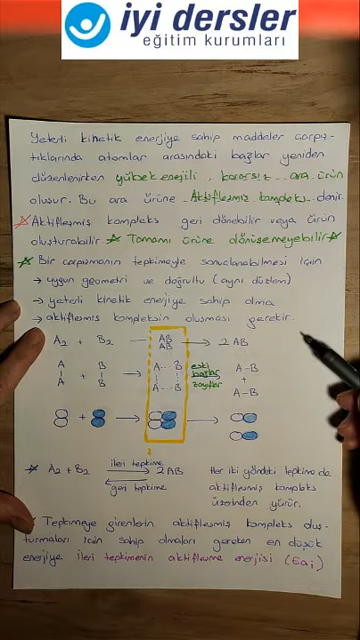 iyi dersler
eğitim kurumları
Yeterli kinetik enerjiye sahip maddeler çarpış-
tıklarında atomlar arasındaki bağlar yeniden
düzenlenirken yüksek enerjili, kararsız ara ürün
oluşur. Bu ara ürüne Aktifleşmiş kompleks denir.
Aktifleşmiş kompleks geri dönebilir veya ürün
oluşturabilir. Tamamı ürüne dönüşemeyebilir
Bir çarpışmanın tepkimeyle sonuçlanabilmesi için
→ uygun geometri ve doğrultu (aynı düzlem)
→ yeterli kinetik enerjiye sahip olma
→ aktifleşmiş kompleksin oluşması gerekir.
A₂ + B₂ → AB AB → 2AB
A A + B B → A...B A...B eski bağlar zayıflar A-B + A-B
+ → →
A₂ + B₂ ileri tepkime 2AB geri tepkime
Her iki yöndeki tepkime de
aktifleşmiş kompleks
üzerinden yürür.
Tepkimeye girenlerin aktifleşmiş kompleks oluş-
turmaları için sahip olmaları gereken en düşük
enerjiye ileri tepkimenin aktifleşme enerjisi (Eai)